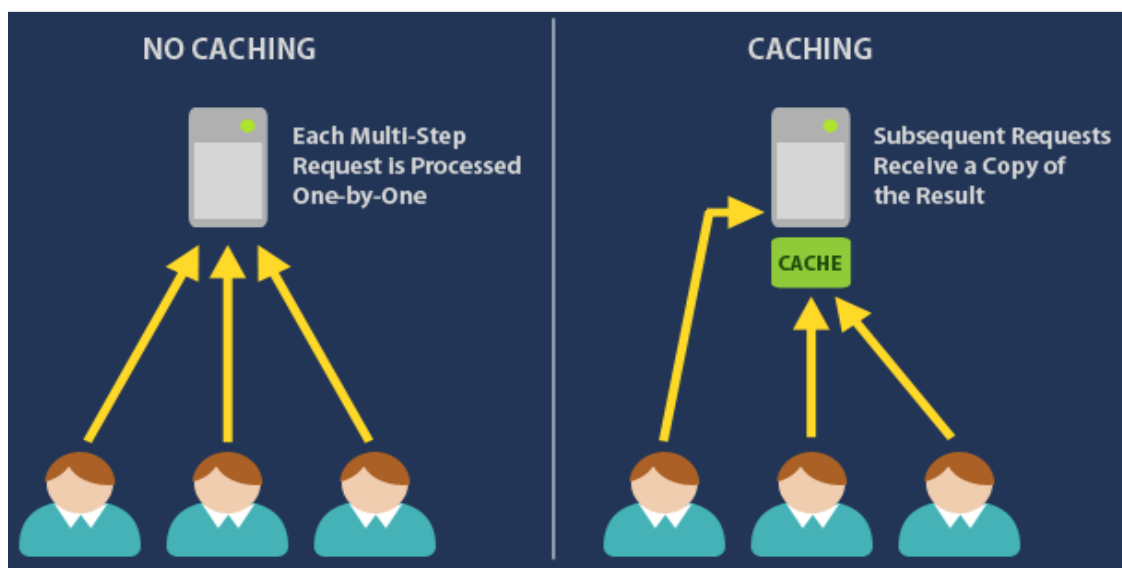 NO CACHING
Each Multi-Step
Request is Processed
One-by-One
CACHING
Subsequent Requests
Receive a Copy of
the Result
CACHE